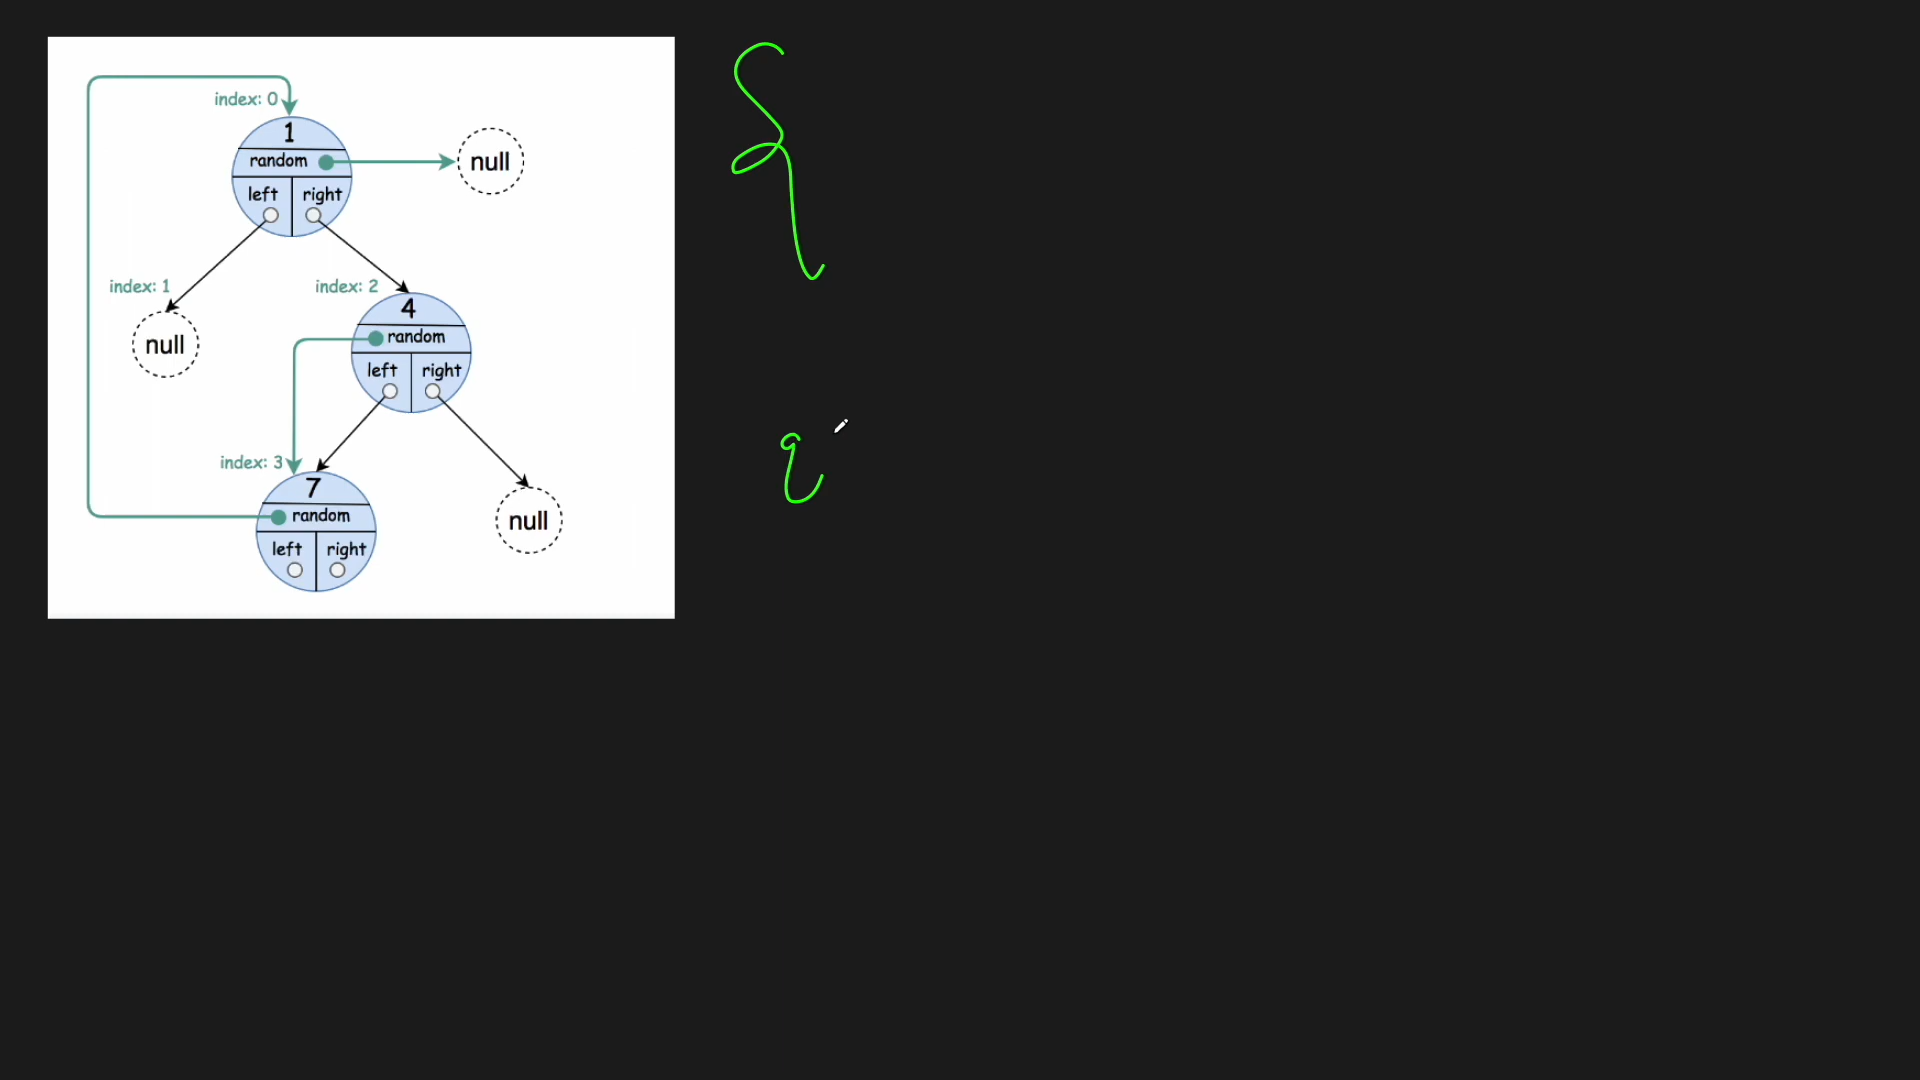 index: 0
1
random
null
left right
index: 1
index: 2
4
null
random
left right
index: 3
7
random
null
left right